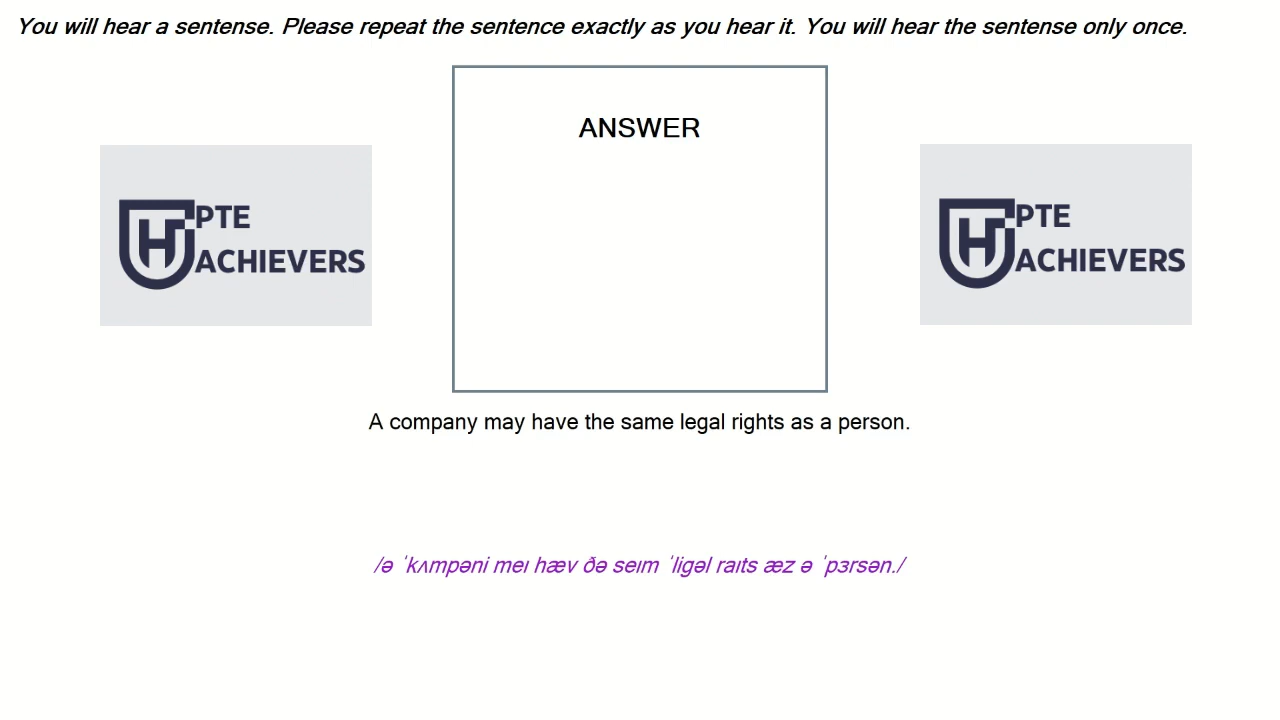 You will hear a sentence. Please repeat the sentence exactly as you hear it. You will hear the sentence only once.
ANSWER
PTE
ACHIEVERS
PTE
ACHIEVERS
A company may have the same legal rights as a person.
/ə ˈkʌmpəni meɪ hæv ðə seɪm ˈligəl raɪts æz ə ˈpɜrsən./